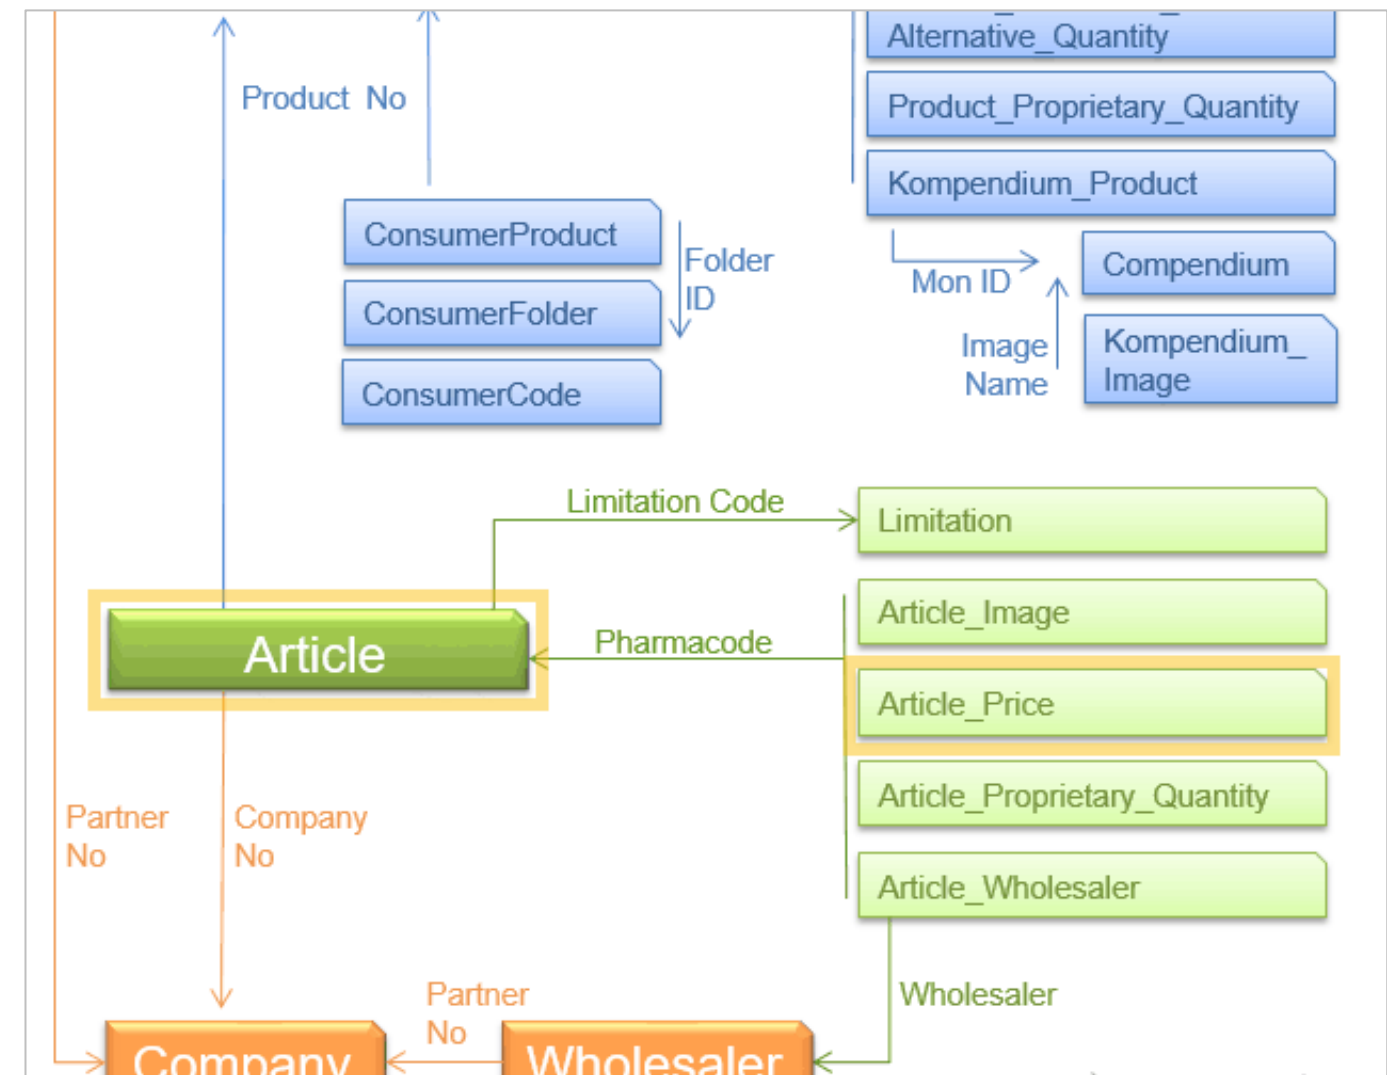 Alternative_Quantity
Product No
Product_Proprietary_Quantity
Kompendium_Product
ConsumerProduct
Folder
ID
ConsumerFolder
ConsumerCode
Mon ID
Compendium
Image
Name
Kompendium_
Image
Limitation Code
Limitation
Article
Pharmacode
Article_Image
Article_Price
Article_Proprietary_Quantity
Article_Wholesaler
Partner
No
Company
No
Partner
No
Wholesaler
Company
Wholesaler